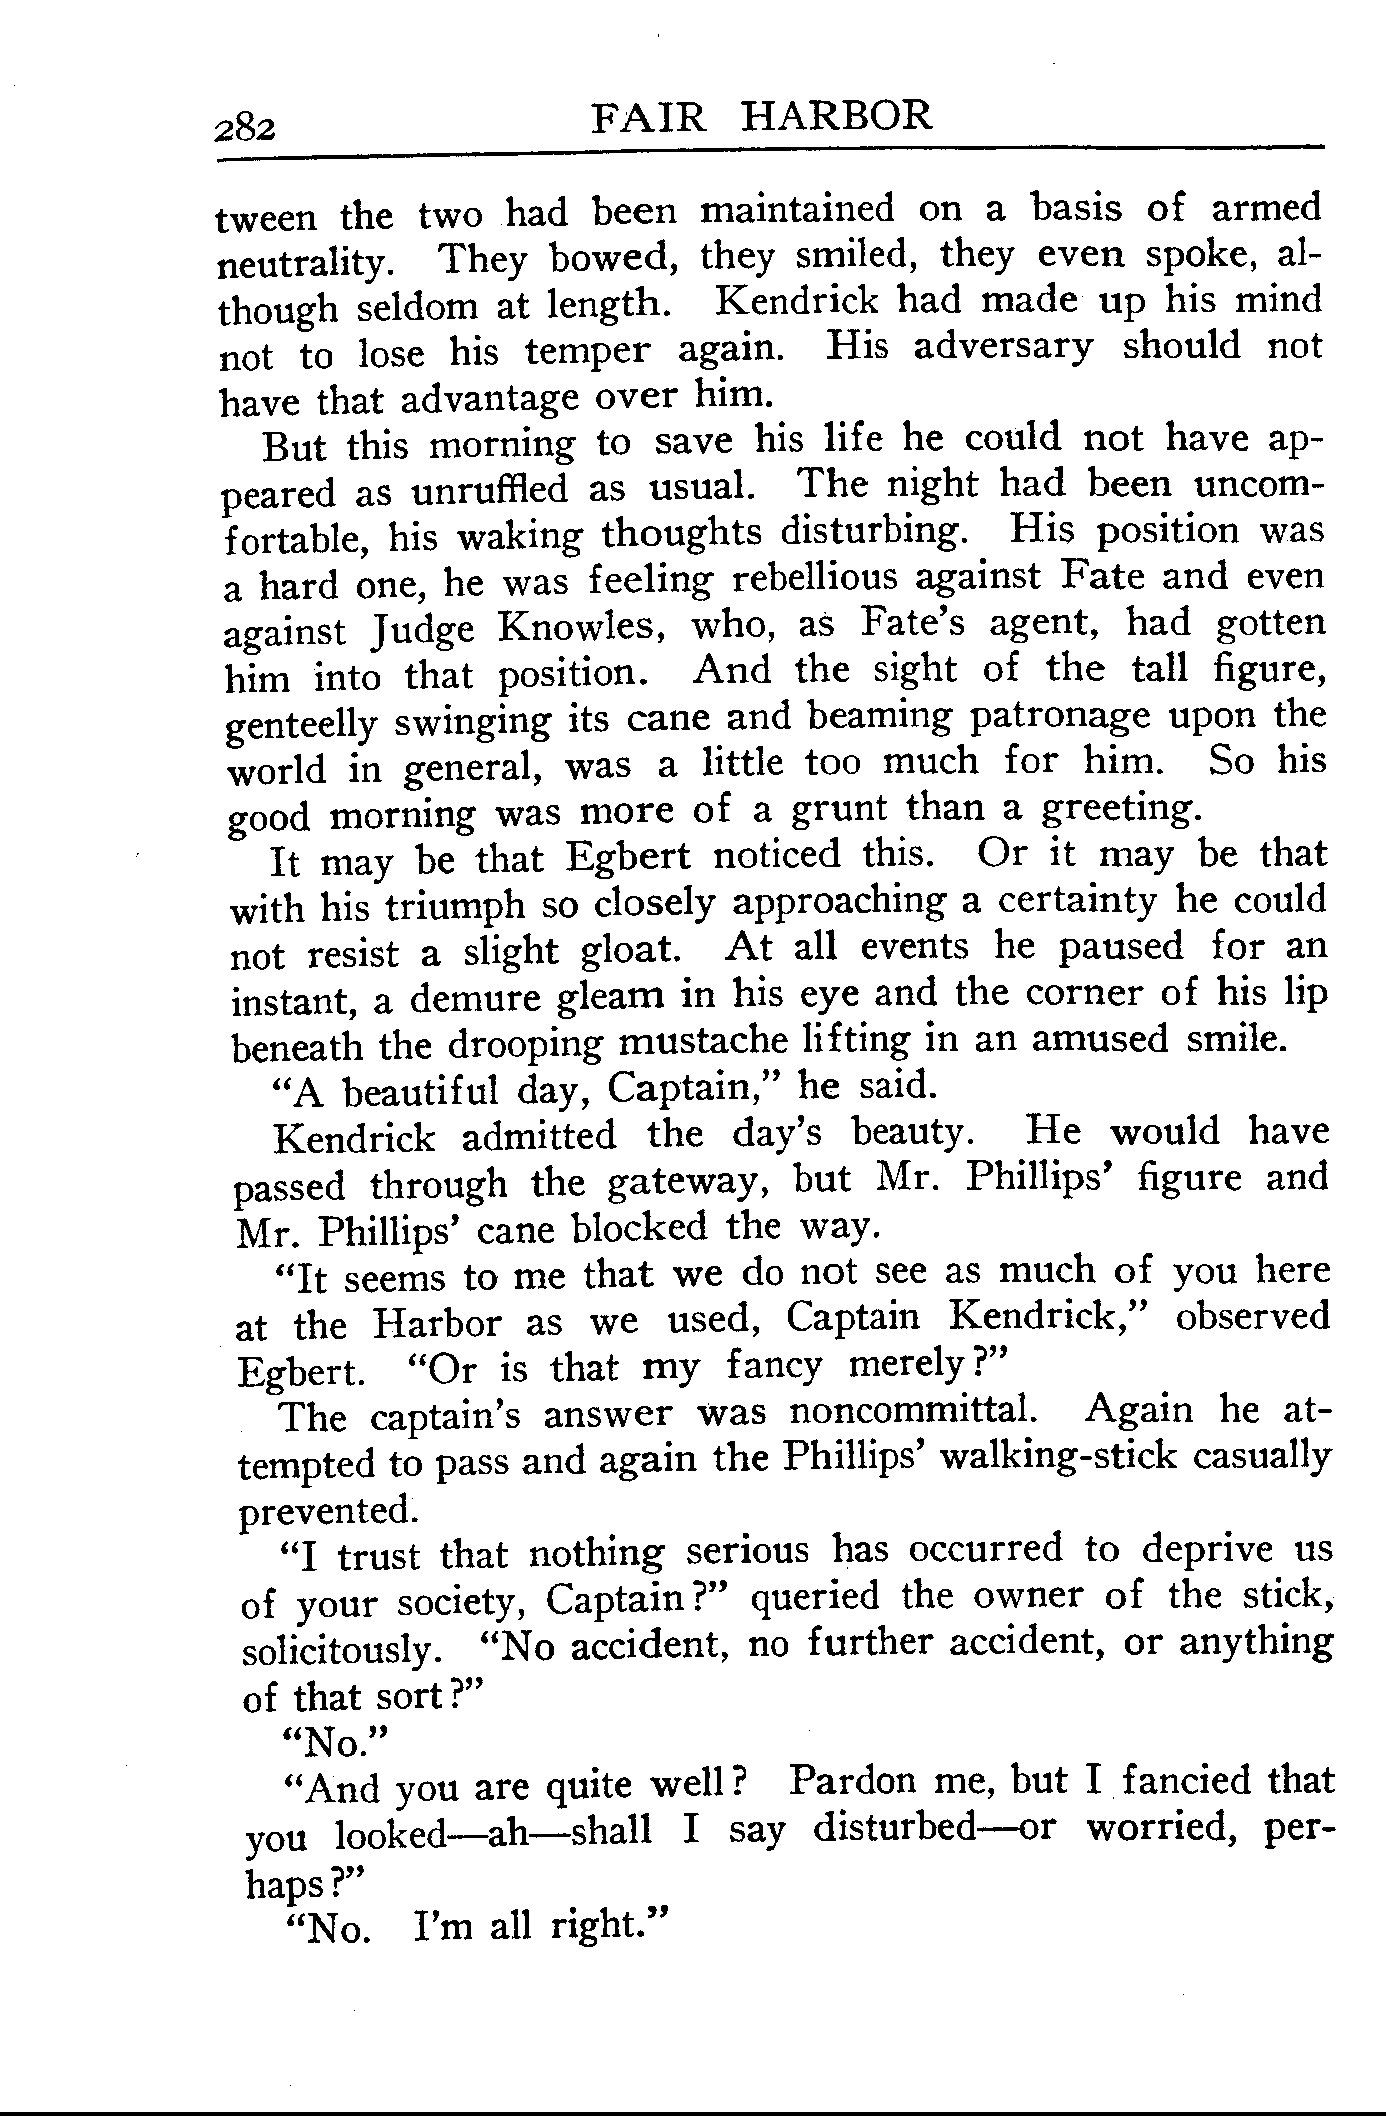 282 FAIR HARBOR
tween the two had been maintained on a basis of armed
neutrality. They bowed, they smiled, they even spoke, al-
though seldom at length. Kendrick had made up his mind
not to lose his temper again. His adversary should not
have that advantage over him.
But this morning to save his life he could not have ap-
peared as unruffled as usual. The night had been uncom-
fortable, his waking thoughts disturbing. His position was
a hard one, he was feeling rebellious against Fate and even
against Judge Knowles, who, as Fate's agent, had gotten
him into that position. And the sight of the tall figure,
genteelly swinging its cane and beaming patronage upon the
world in general, was a little too much for him. So his
good morning was more of a grunt than a greeting.
It may be that Egbert noticed this. Or it may be that
with his triumph so closely approaching a certainty he could
not resist a slight gloat. At all events he paused for an
instant, a demure gleam in his eye and the corner of his lip
beneath the drooping mustache lifting in an amused smile.
“A beautiful day, Captain,” he said.
Kendrick admitted the day's beauty. He would have
passed through the gateway, but Mr. Phillips' figure and
Mr. Phillips' cane blocked the way.
“It seems to me that we do not see as much of you here
at the Harbor as we used, Captain Kendrick,” observed
Egbert. “Or is that my fancy merely?”
The captain's answer was noncommittal. Again he at-
tempted to pass and again the Phillips' walking-stick casually
prevented.
“I trust that nothing serious has occurred to deprive us
of your society, Captain?” queried the owner of the stick,
solicitously. “No accident, no further accident, or anything
of that sort?”
“No.”
“And you are quite well? Pardon me, but I fancied that
you looked—ah—shall I say disturbed—or worried, per-
haps?”
“No. I'm all right.”